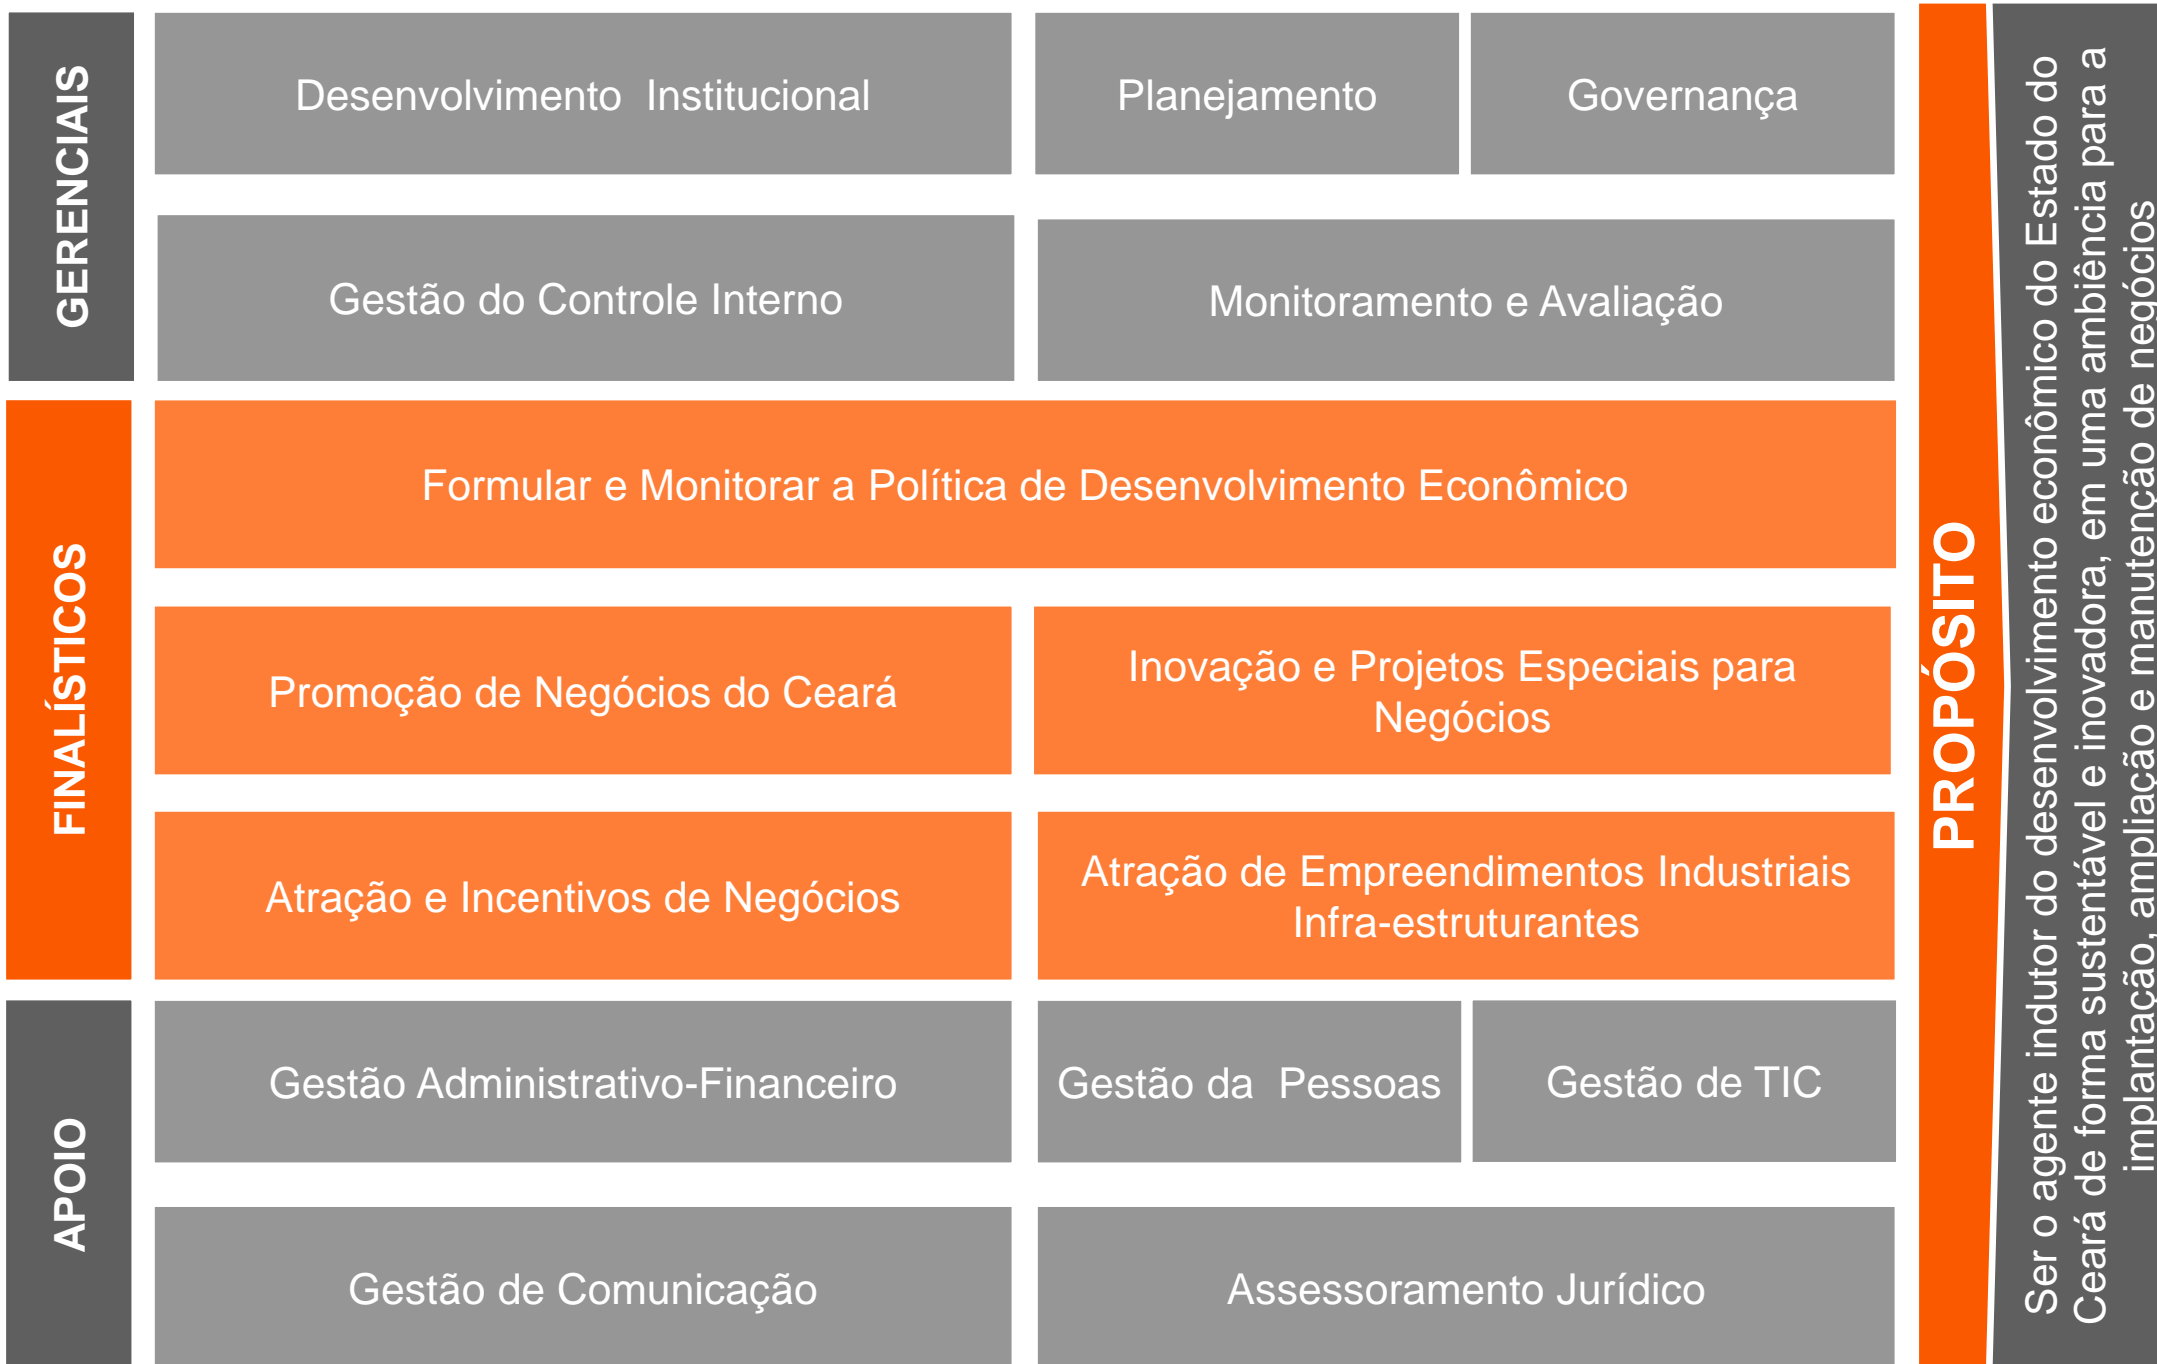 GERENCIAIS
Desenvolvimento  Institucional
Planejamento
Governança
Gestão do Controle Interno
Monitoramento e Avaliação
FINALÍSTICOS
Formular e Monitorar a Política de Desenvolvimento Econômico
Promoção de Negócios do Ceará
Inovação e Projetos Especiais para
Negócios
Atração e Incentivos de Negócios
Atração de Empreendimentos Industriais
Infra-estruturantes
APOIO
Gestão Administrativo-Financeiro
Gestão da  Pessoas
Gestão de TIC
Gestão de Comunicação
Assessoramento Jurídico
PROPÓSITO
Ser o agente indutor do desenvolvimento econômico do Estado do
Ceará de forma sustentável e inovadora, em uma ambiência para a
implantação, ampliação e manutenção de negócios